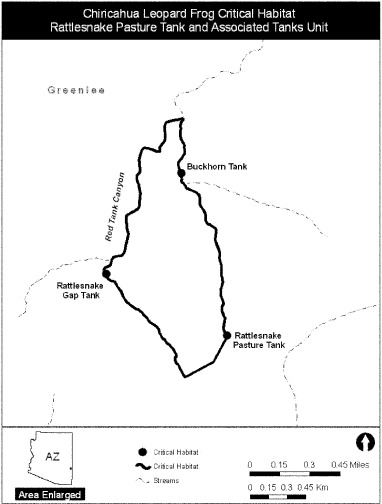 Chiricahua Leopard Frog Critical Habitat
Rattlesnake Pasture Tank and Associated Tanks Unit
Greenlee
Buckhorn Tank
Red Tank Canyon
Rattlesnake
Gap Tank
Rattlesnake
Pasture Tank
AZ
Area Enlarged
Critical Habitat
Critical Habitat
Streams
0 0.15 0.3 0.45 Miles
0 0.15 0.3 0.45 Km